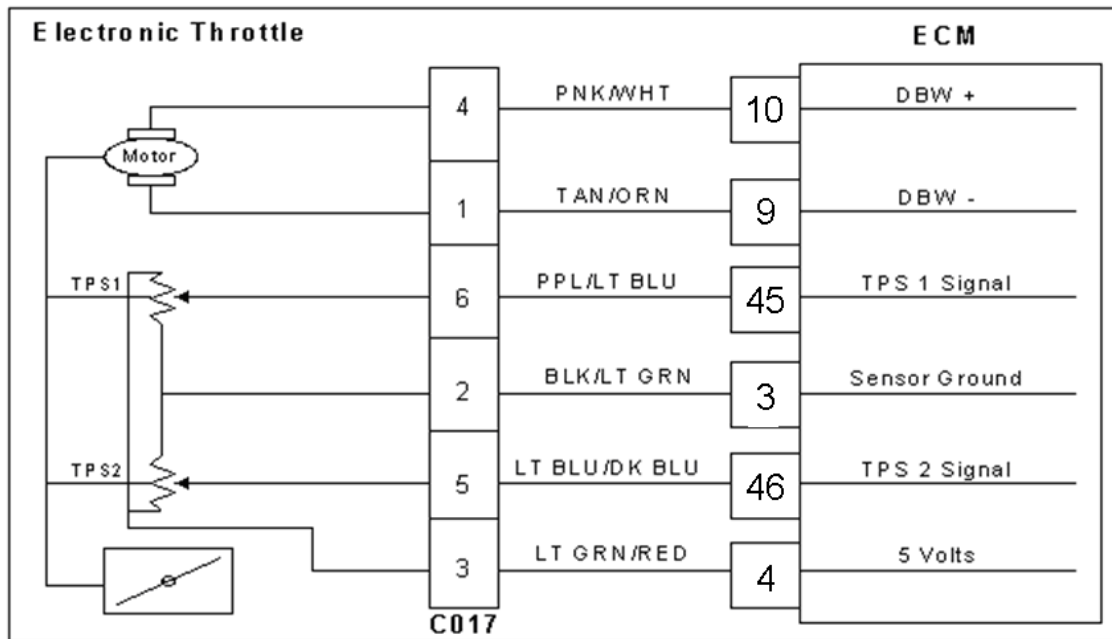 Electronic Throttle
ECM
4 PNK/WHT 10 DBW +
Motor
1 TAN/ORN 9 DBW -
TPS1 6 PPL/LT BLU 45 TPS 1 Signal
2 BLK/LT GRN 3 Sensor Ground
TPS2 5 LT BLU/DK BLU 46 TPS 2 Signal
3 LT GRN/RED 4 5 Volts
C017